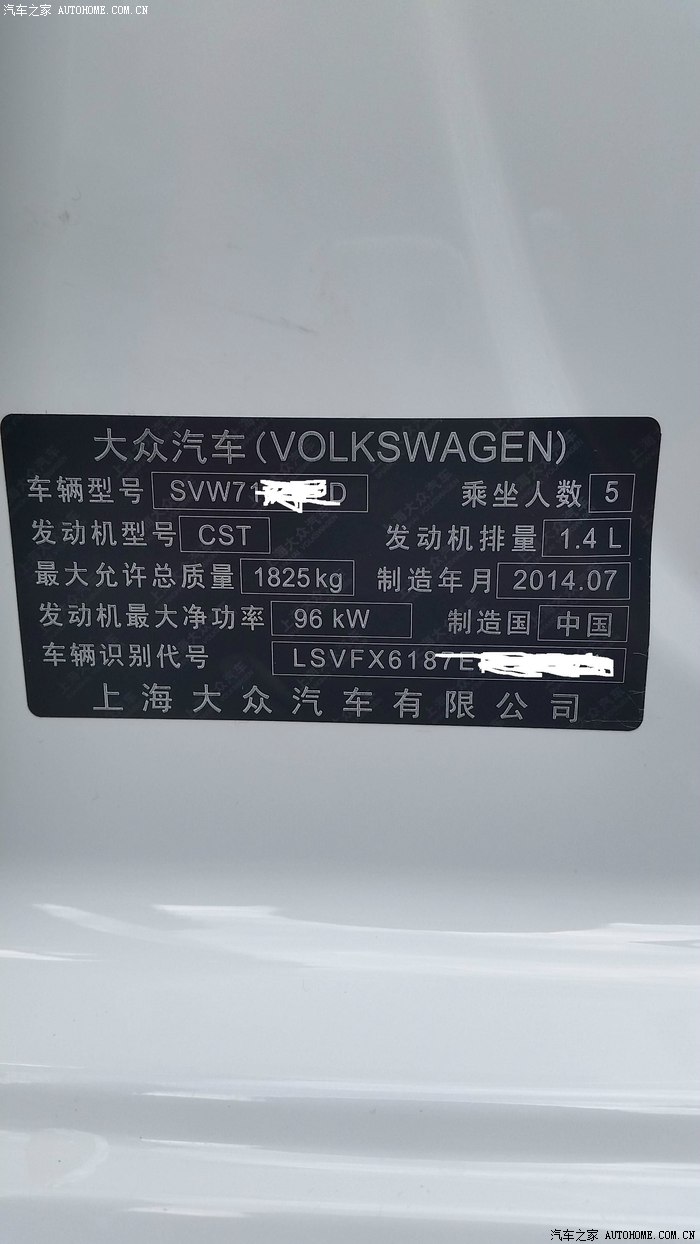 汽车之家 AUTOHOME.COM.CN
大众汽车(VOLKSWAGEN)
车辆型号 SVW71 D 乘坐人数 5
发动机型号 CST 发动机排量 1.4 L
最大允许总质量 1825kg 制造年月 2014.07
发动机最大净功率 96 kW 制造国 中国
车辆识别代号 LSVFX6187E
上海大众汽车有限公司
汽车之家 AUTOHOME.COM.CN